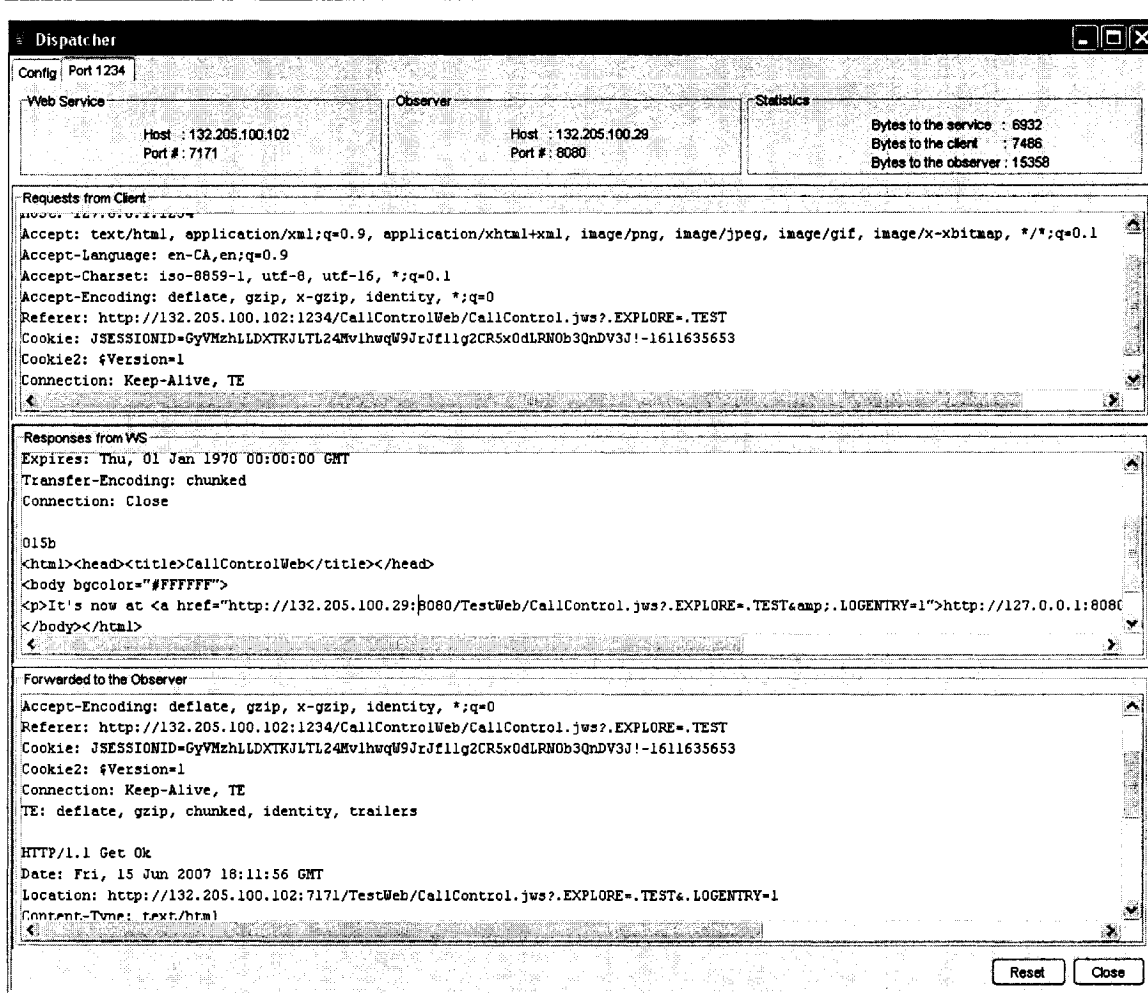 Dispatcher
Config Port 1234
Web Service
Host : 132.205.100.102
Port # : 7171
Observer
Host : 132.205.100.29
Port # : 8080
Statistics
Bytes to the service : 6932
Bytes to the client : 7486
Bytes to the observer : 15358
Requests from Client
Host: 127.0.0.1:1234
Accept: text/html, application/xml;q=0.9, application/xhtml+xml, image/png, image/jpeg, image/gif, image/x-xbitmap, */*;q=0.1
Accept-Language: en-CA,en;q=0.9
Accept-Charset: iso-8859-1, utf-8, utf-16, *;q=0.1
Accept-Encoding: deflate, gzip, x-gzip, identity, *;q=0
Referer: http://132.205.100.102:1234/CallControlWeb/CallControl.jws?.EXPLORE=.TEST
Cookie: JSESSIONID=GyVMzhLLDXTKJLTL24Mv1hwqW9JrJf1lg2CR5xOdLRNOb3QnDV3J!-1611635653
Cookie2: $Version=1
Connection: Keep-Alive, TE
Responses from WS
Expires: Thu, 01 Jan 1970 00:00:00 GMT
Transfer-Encoding: chunked
Connection: Close
015b
<html><head><title>CallControlWeb</title></head>
<body bgcolor="#FFFFFF">
<p>It's now at <a href="http://132.205.100.29:8080/TestWeb/CallControl.jws?.EXPLORE=.TEST&amp;.LOGENTRY=1">http://127.0.0.1:8080
</body></html>
Forwarded to the Observer
Accept-Encoding: deflate, gzip, x-gzip, identity, *;q=0
Referer: http://132.205.100.102:1234/CallControlWeb/CallControl.jws?.EXPLORE=.TEST
Cookie: JSESSIONID=GyVMzhLLDXTKJLTL24Mv1hwqW9JrJf1lg2CR5xOdLRNOb3QnDV3J!-1611635653
Cookie2: $Version=1
Connection: Keep-Alive, TE
TE: deflate, gzip, chunked, identity, trailers
HTTP/1.1 Get Ok
Date: Fri, 15 Jun 2007 18:11:56 GMT
Location: http://132.205.100.102:7171/TestWeb/CallControl.jws?.EXPLORE=.TEST&.LOGENTRY=1
Content-Type: text/html
Reset Close